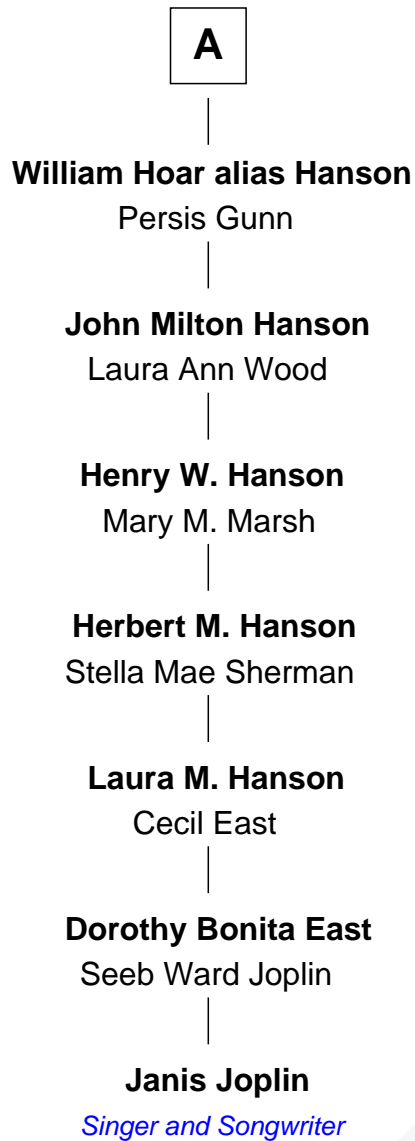 A
William Hoar alias Hanson
Persis Gunn
John Milton Hanson
Laura Ann Wood
Henry W. Hanson
Mary M. Marsh
Herbert M. Hanson
Stella Mae Sherman
Laura M. Hanson
Cecil East
Dorothy Bonita East
Seeb Ward Joplin
Janis Joplin
Singer and Songwriter